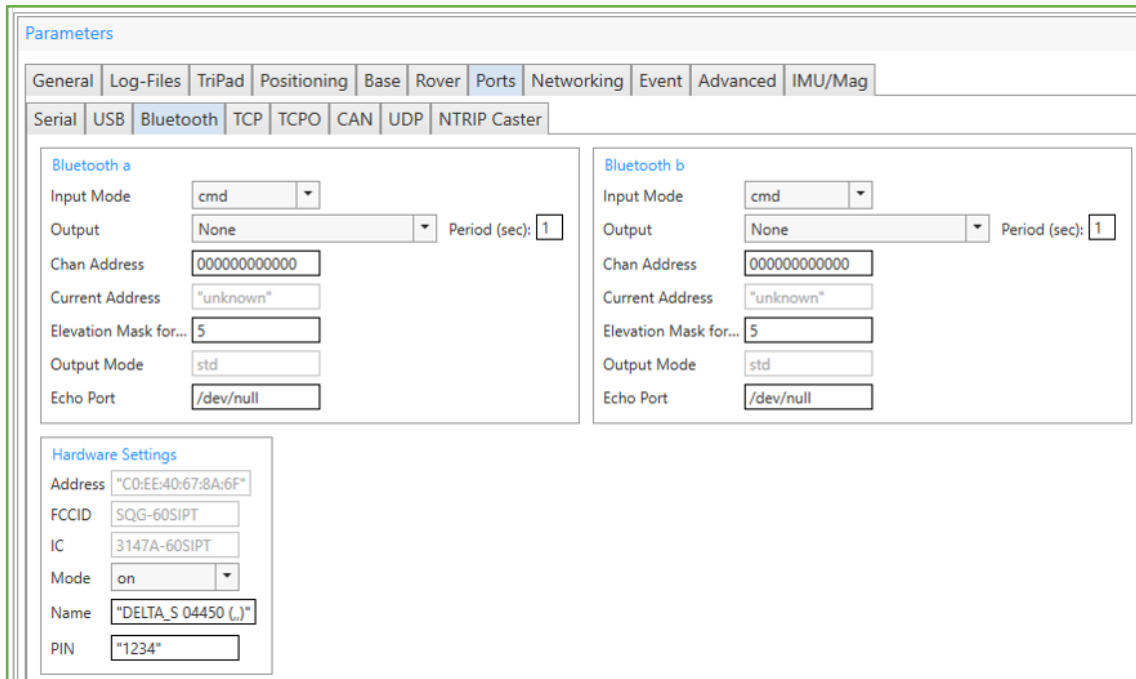 Parameters
General Log-Files TriPad Positioning Base Rover Ports Networking Event Advanced IMU/Mag
Serial USB Bluetooth TCP TCPO CAN UDP NTRIP Caster
Bluetooth a
Input Mode cmd
Output None Period (sec): 1
Chan Address 000000000000
Current Address "unknown"
Elevation Mask for... 5
Output Mode std
Echo Port /dev/null
Bluetooth b
Input Mode cmd
Output None Period (sec): 1
Chan Address 000000000000
Current Address "unknown"
Elevation Mask for... 5
Output Mode std
Echo Port /dev/null
Hardware Settings
Address "C0:EE:40:67:8A:6F"
FCCID SQG-60SIPT
IC 3147A-60SIPT
Mode on
Name "DELTA_S 04450 (,,)"
PIN "1234"